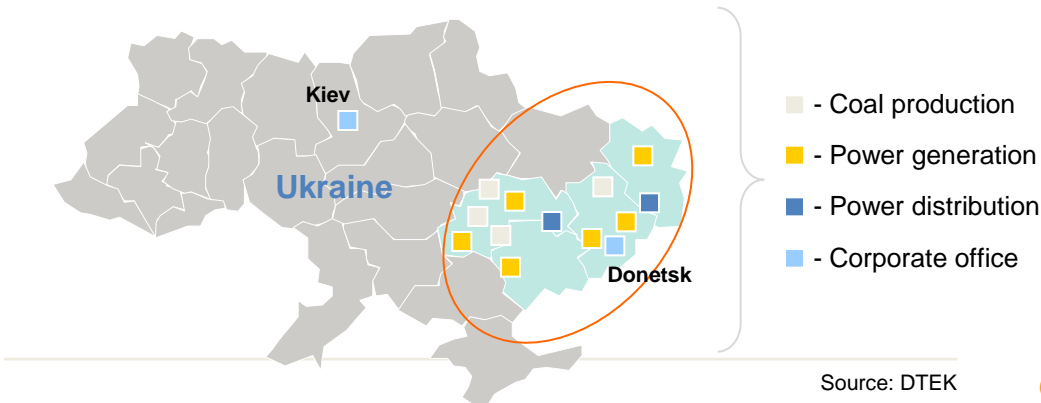 Kiev
Ukraine
Donetsk
- Coal production
- Power generation
- Power distribution
- Corporate office
Source: DTEK